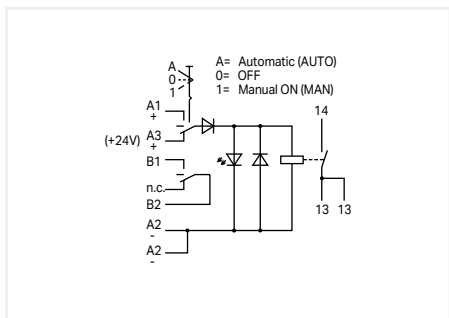 A
0
1
A= Automatic (AUTO)
0= OFF
1= Manual ON (MAN)
A1
+
(+24V) A3
+
B1
n.c.
B2
A2
-
A2
-
14
13 13